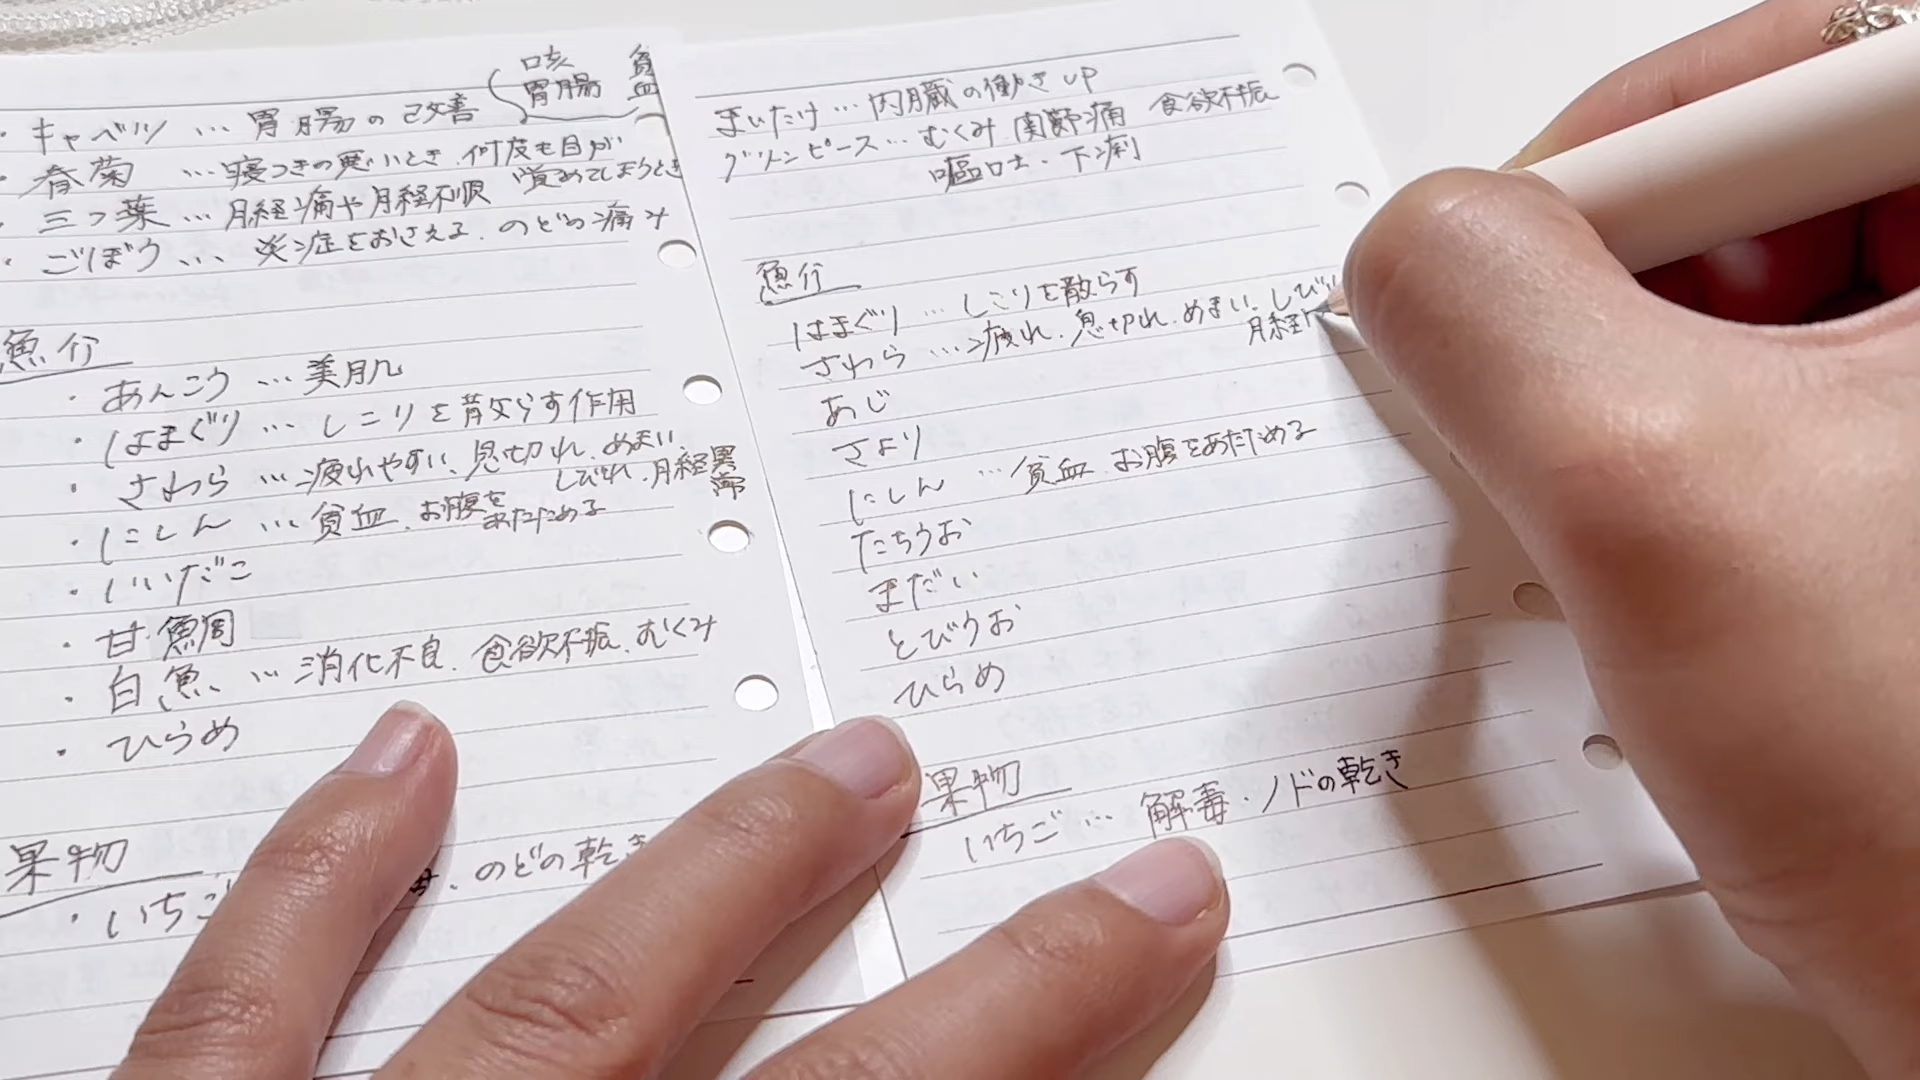 ・キャベツ … 胃腸の改善 (咳 胃腸 貧血
・春菊 … 寝つきの悪いとき、何度も目が覚めてしまうとき
・三つ葉 … 月経痛や月経不順
・ごぼう … 炎症をおさえる、のどの痛み
魚介
・あんこう … 美肌
・はまぐり … しこりを散らす作用
・さわら … 疲れやすい、息切れ、めまい
しびれ、月経異常
・にしん … 貧血、お腹を
あたためる
・いいだこ
・甘鯛
・白魚 … 消化不良、食欲不振、むくみ
・ひらめ
果物
・いちご
、のどの乾き
まいたけ … 内臓の働きUP
グリンピース … むくみ 関節痛 食欲不振
嘔吐・下痢
魚介
はまぐり … しこりを散らす
さわら … 疲れ、息切れ、めまい、しび
月経
あじ
さより
にしん … 貧血、お腹をあたためる
たちうお
まだい
とびうお
ひらめ
果物
いちご … 解毒・ノドの乾き